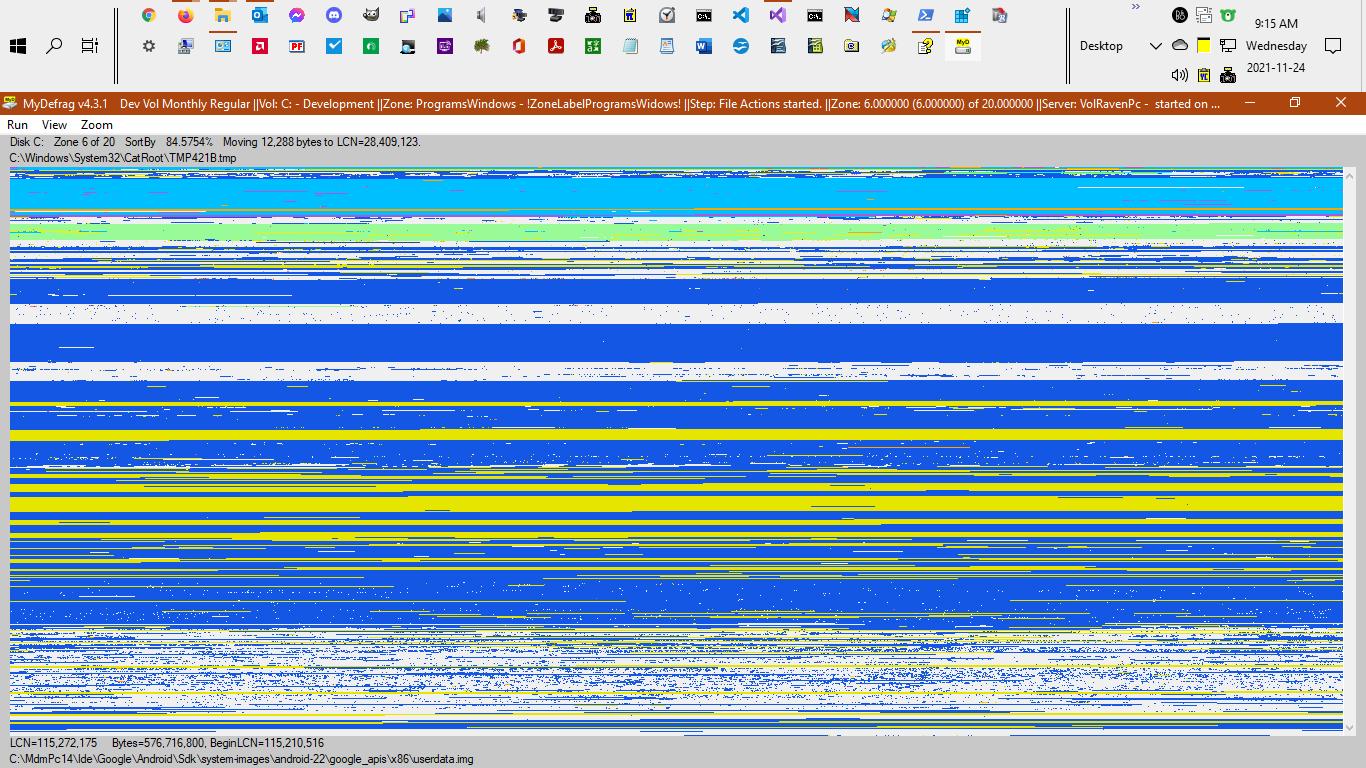 9:15 AM
Desktop
Wednesday
2021-11-24
MyDefrag v4.3.1 Dev Vol Monthly Regular ||Vol: C: - Development ||Zone: ProgramsWindows - !ZoneLabelProgramsWidows! ||Step: File Actions started. ||Zone: 6.000000 (6.000000) of 20.000000 ||Server: VolRavenPc - started on ...
Run View Zoom
Disk C: Zone 6 of 20 SortBy 84.5754% Moving 12,288 bytes to LCN=28,409,123.
C:\Windows\System32\CatRoot\TMP421B.tmp
LCN=115,272,175 Bytes=576,716,800, BeginLCN=115,210,516
C:\MdmPc14\Ide\Google\Android\Sdk\system-images\android-22\google_apis\x86\userdata.img